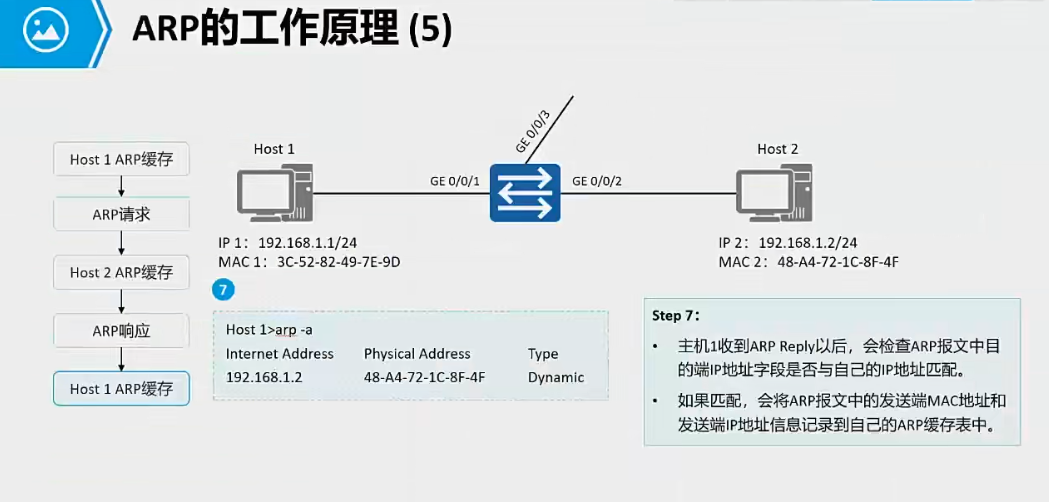 ARP的工作原理 (5)
Host 1 ARP缓存
ARP请求
Host 2 ARP缓存
ARP响应
Host 1 ARP缓存
Host 1
GE 0/0/1
GE 0/0/3
GE 0/0/2
Host 2
IP 1：192.168.1.1/24
MAC 1：3C-52-82-49-7E-9D
IP 2：192.168.1.2/24
MAC 2：48-A4-72-1C-8F-4F
7
Host 1>arp -a
Internet Address Physical Address Type
192.168.1.2 48-A4-72-1C-8F-4F Dynamic
Step 7：
• 主机1收到ARP Reply以后，会检查ARP报文中目
的端IP地址字段是否与自己的IP地址匹配。
• 如果匹配，会将ARP报文中的发送端MAC地址和
发送端IP地址信息记录到自己的ARP缓存表中。